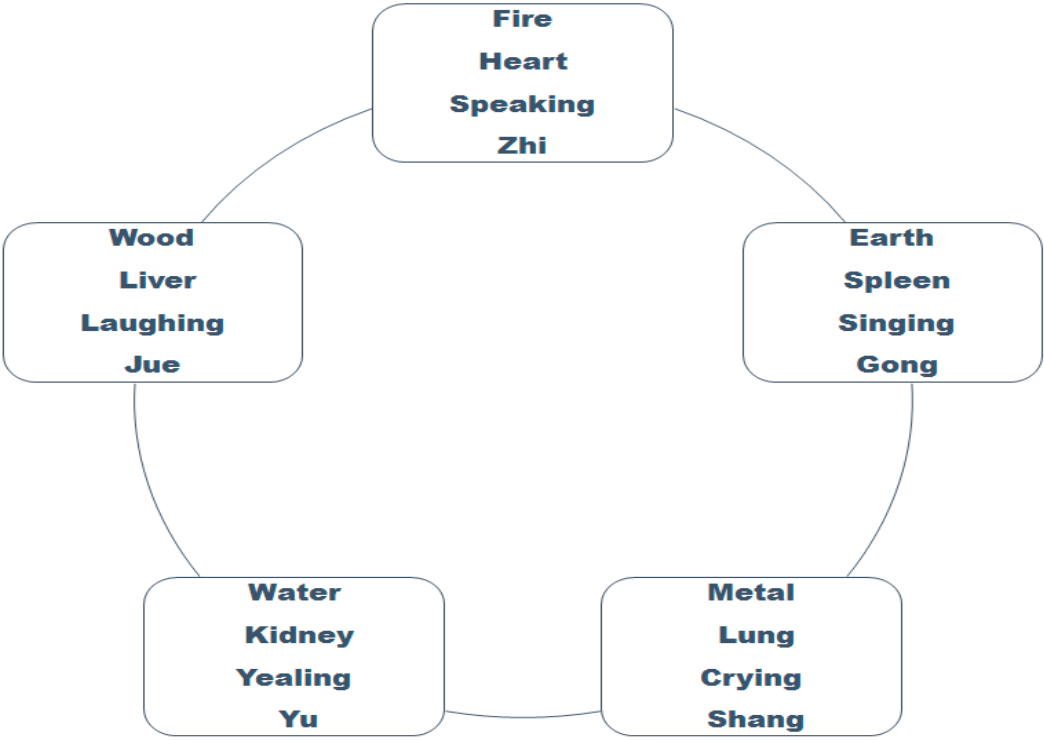 Fire
Heart
Speaking
Zhi
Wood
Liver
Laughing
Jue
Earth
Spleen
Singing
Gong
Water
Kidney
Yealing
Yu
Metal
Lung
Crying
Shang